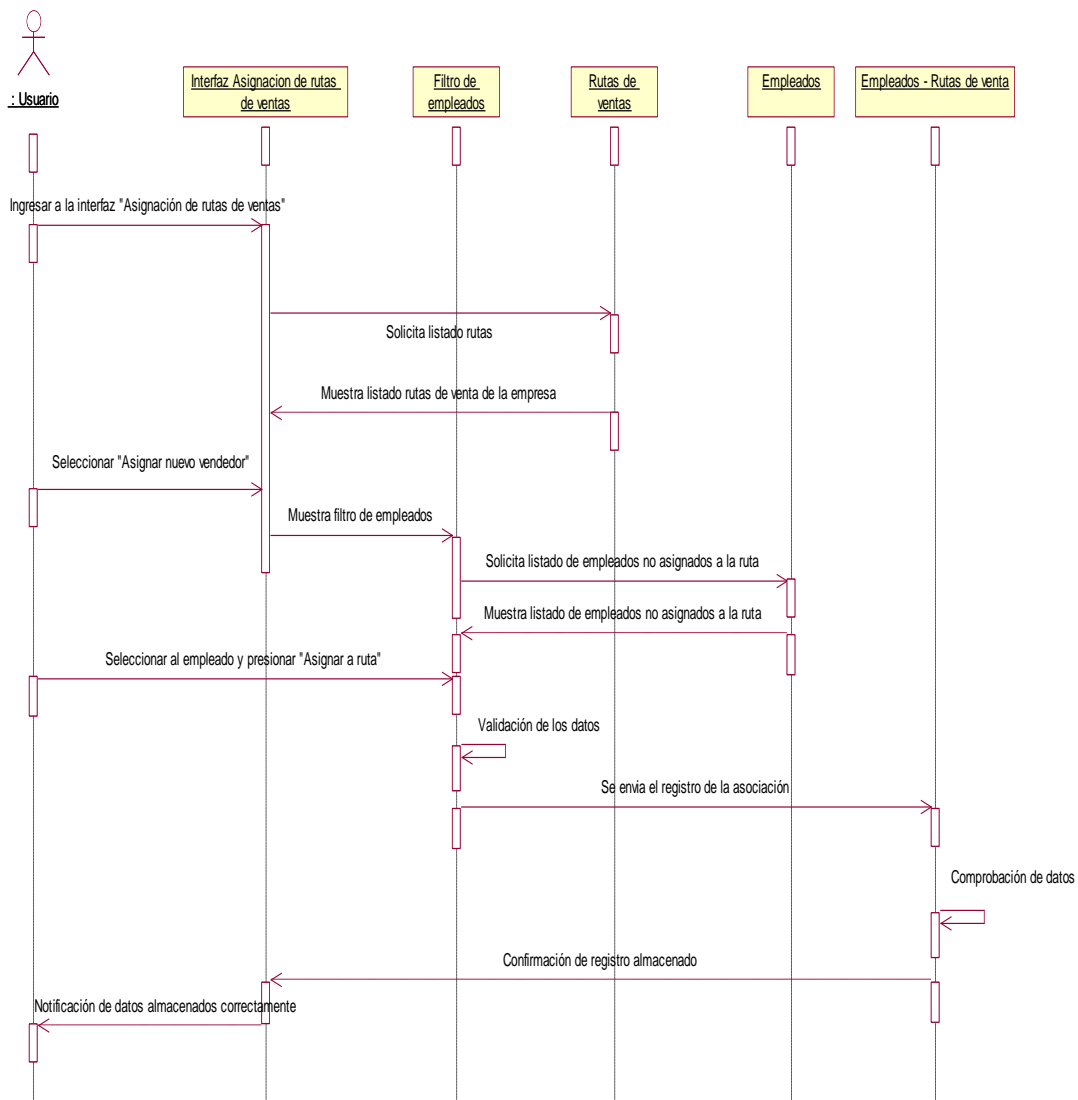 : Usuario
Interfaz Asignacion de rutas
de ventas
Filtro de
empleados
Rutas de
ventas
Empleados
Empleados - Rutas de venta
Ingresar a la interfaz "Asignación de rutas de ventas"
Solicita listado rutas
Muestra listado rutas de venta de la empresa
Seleccionar "Asignar nuevo vendedor"
Muestra filtro de empleados
Solicita listado de empleados no asignados a la ruta
Muestra listado de empleados no asignados a la ruta
Seleccionar al empleado y presionar "Asignar a ruta"
Validación de los datos
Se envia el registro de la asociación
Comprobación de datos
Confirmación de registro almacenado
Notificación de datos almacenados correctamente